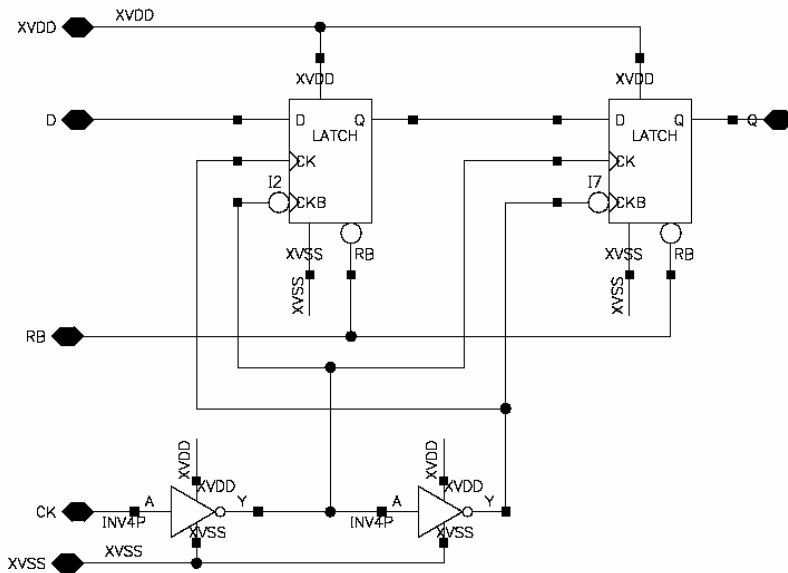 XVDD
XVDD
XVDD
XVDD
D
D
Q
LATCH
D
Q
LATCH
Q
CK
CK
I2
CKB
I7
CKB
XVSS
RB
XVSS
RB
XVSS
XVSS
RB
XVDD
XVDD
XVDD
XVDD
CK
A
Y
A
Y
INV4P
XVSS
INV4P
XVSS
XVSS
XVSS